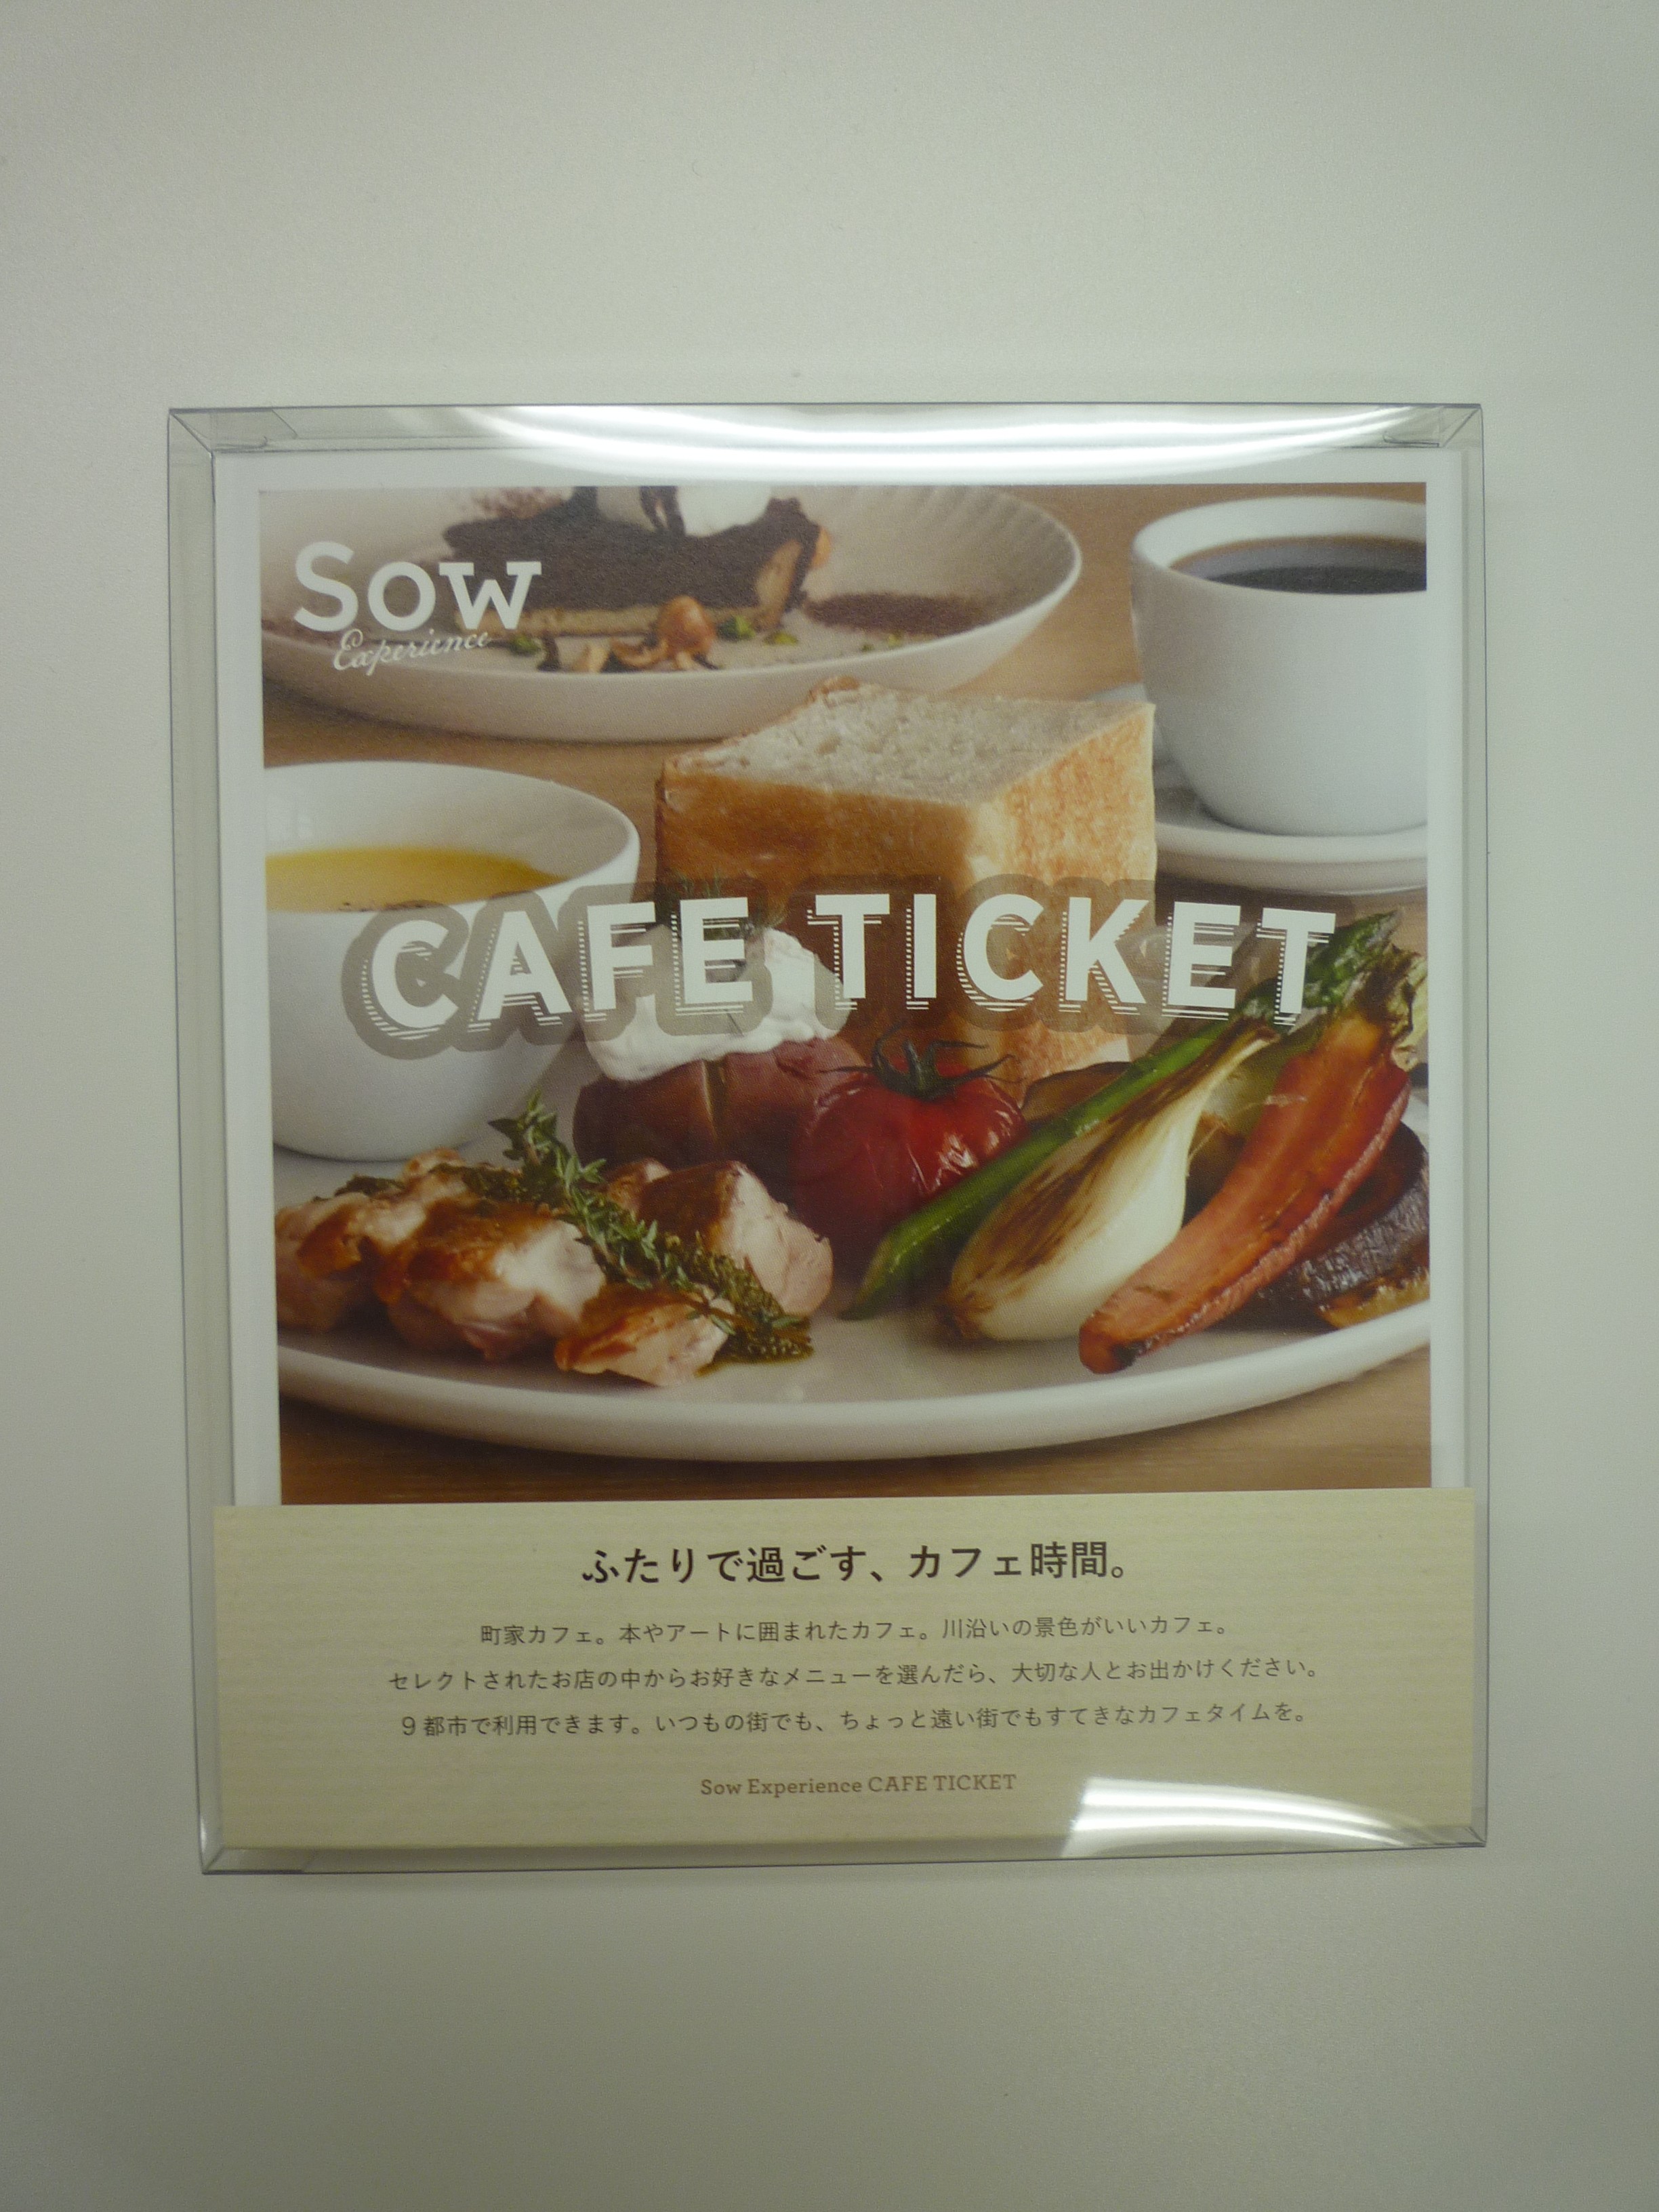 Sow
Experience
CAFE TICKET
ふたりで過ごす、カフェ時間。
町家カフェ。本やアートに囲まれたカフェ。川沿いの景色がいいカフェ。
セレクトされたお店の中からお好きなメニューを選んだら、大切な人とお出かけください。
9都市で利用できます。いつもの街でも、ちょっと遠い街でもすてきなカフェタイムを。
Sow Experience CAFE TICKET